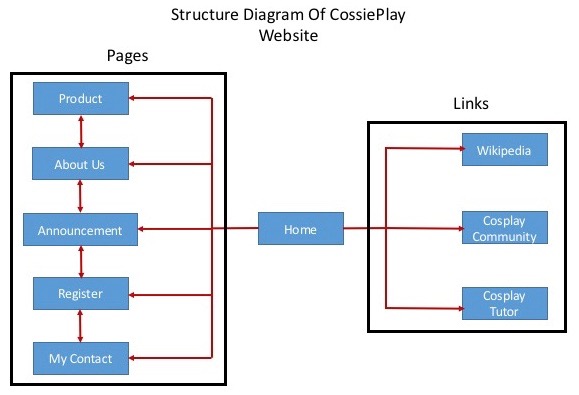 Structure Diagram Of CossiePlay
Website
Pages
Product
About Us
Announcement
Register
My Contact
Home
Links
Wikipedia
Cosplay
Community
Cosplay
Tutor